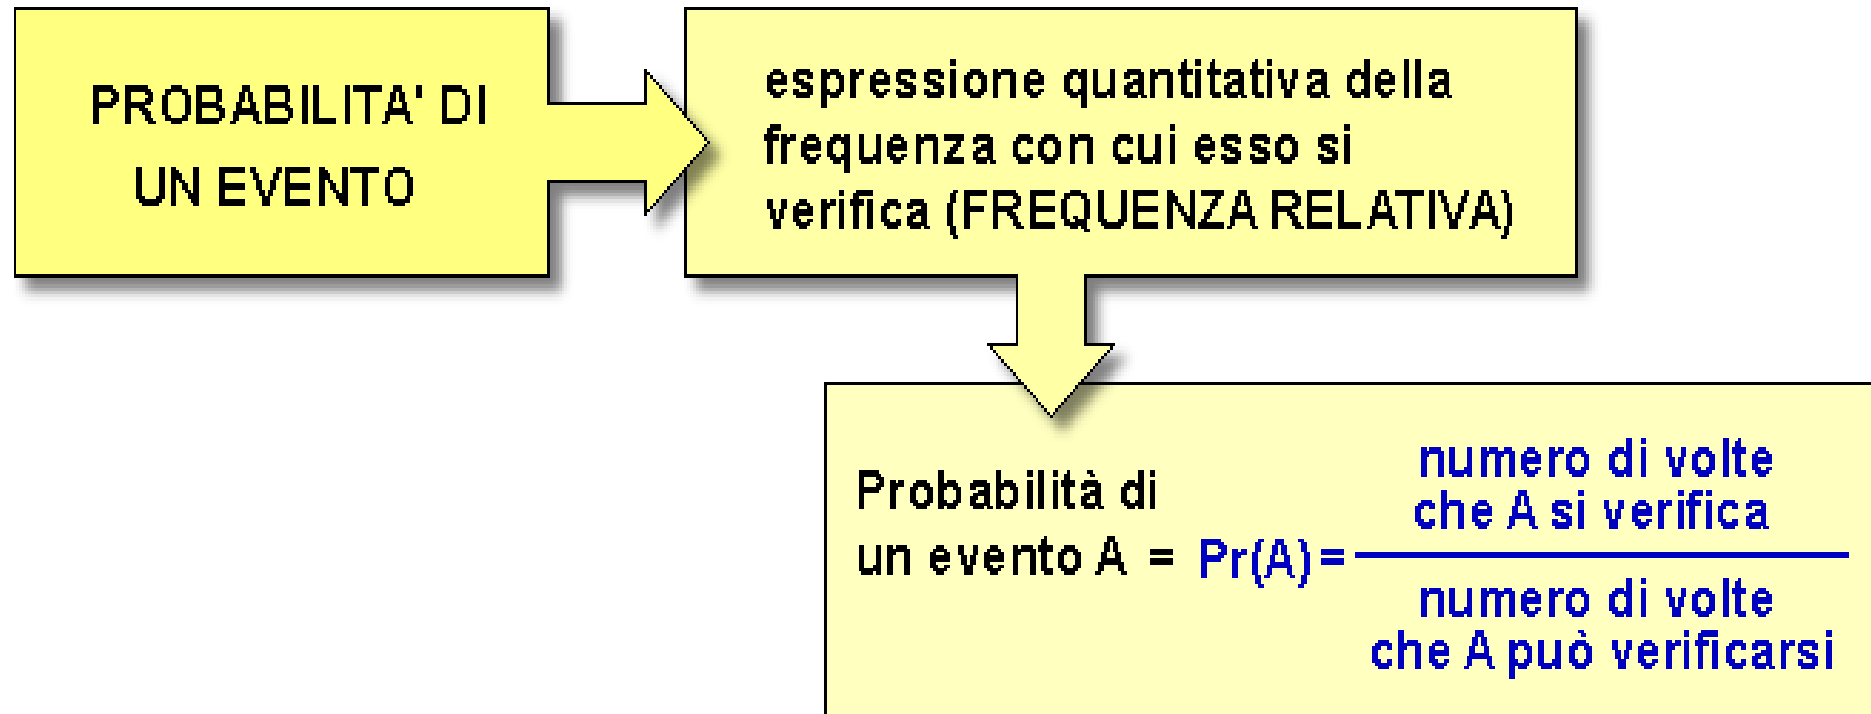 PROBABILITA' DI
UN EVENTO
espressione quantitativa della
frequenza con cui esso si
verifica (FREQUENZA RELATIVA)
Probabilità di
un evento A = Pr(A)=
numero di volte
che A si verifica
numero di volte
che A può verificarsi